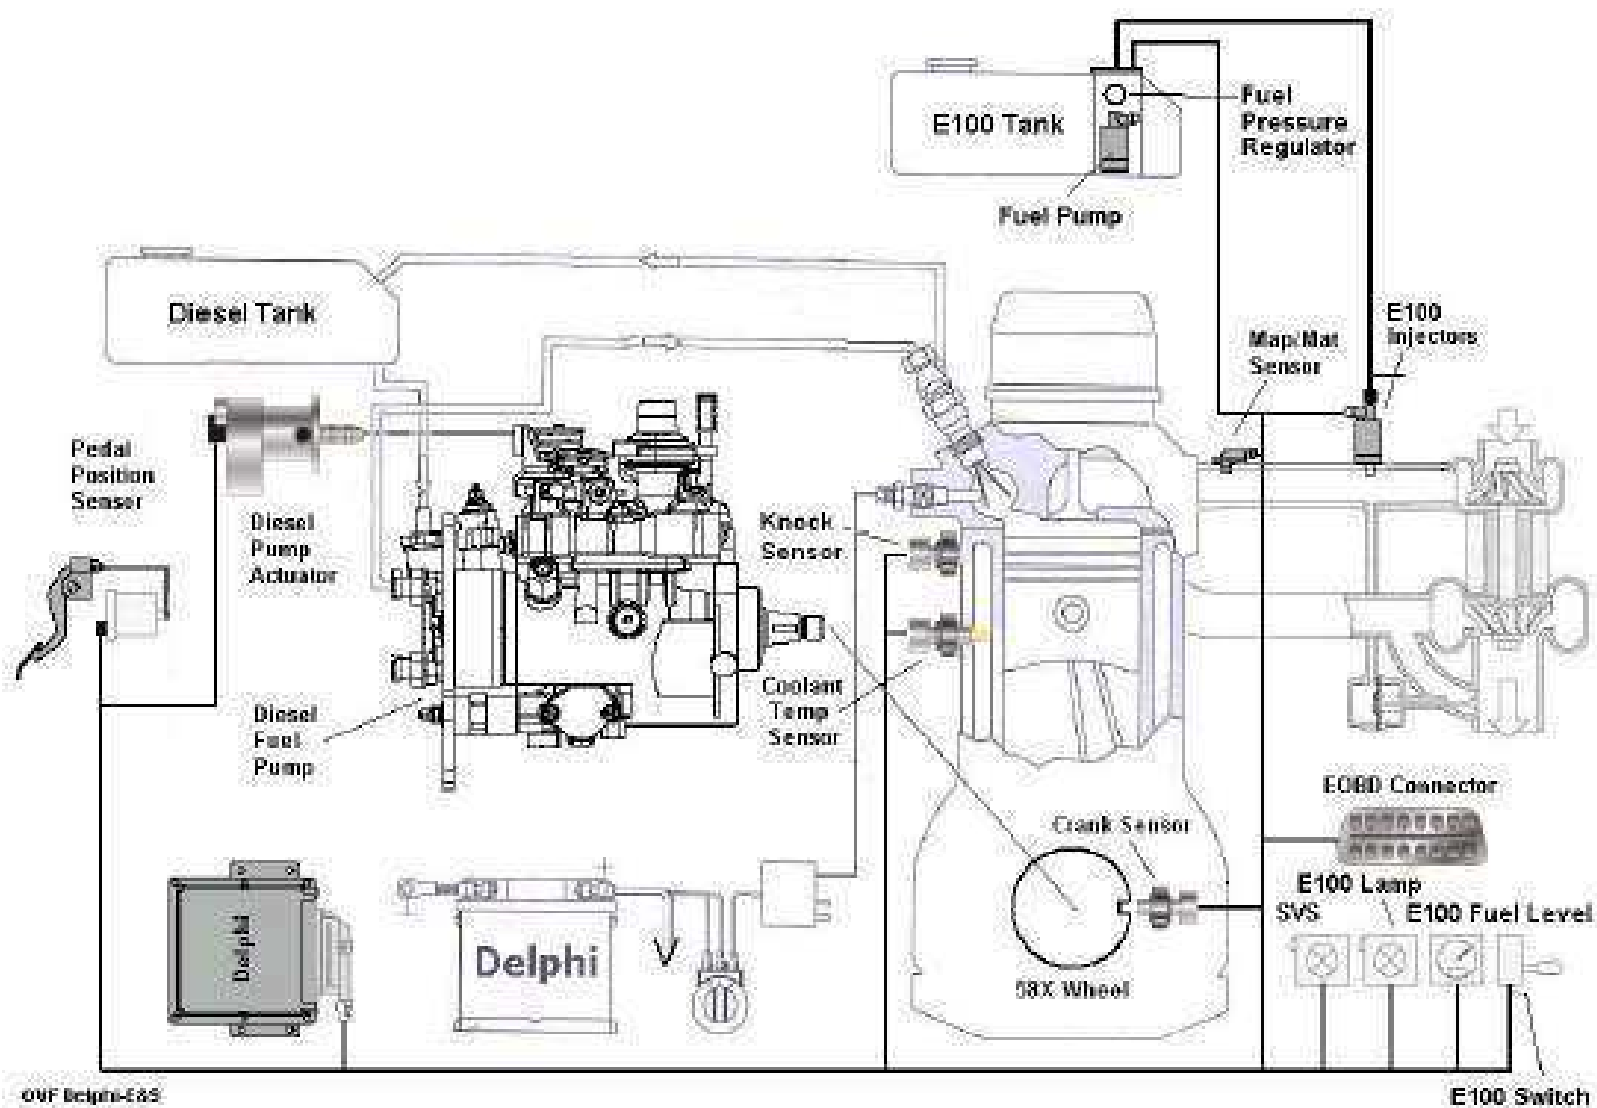 E100 Tank
Fuel
Pressure
Regulator
Fuel Pump
Diesel Tank
E100
Injectors
Map/Mat
Sensor
Pedal
Position
Sensor
Diesel
Pump
Actuator
Knock
Sensor
Coolant
Temp
Sensor
Diesel
Fuel
Pump
EOBD Connector
Crank Sensor
E100 Lamp
SVS
E100 Fuel Level
Delphi
Delphi
58X Wheel
E100 Switch